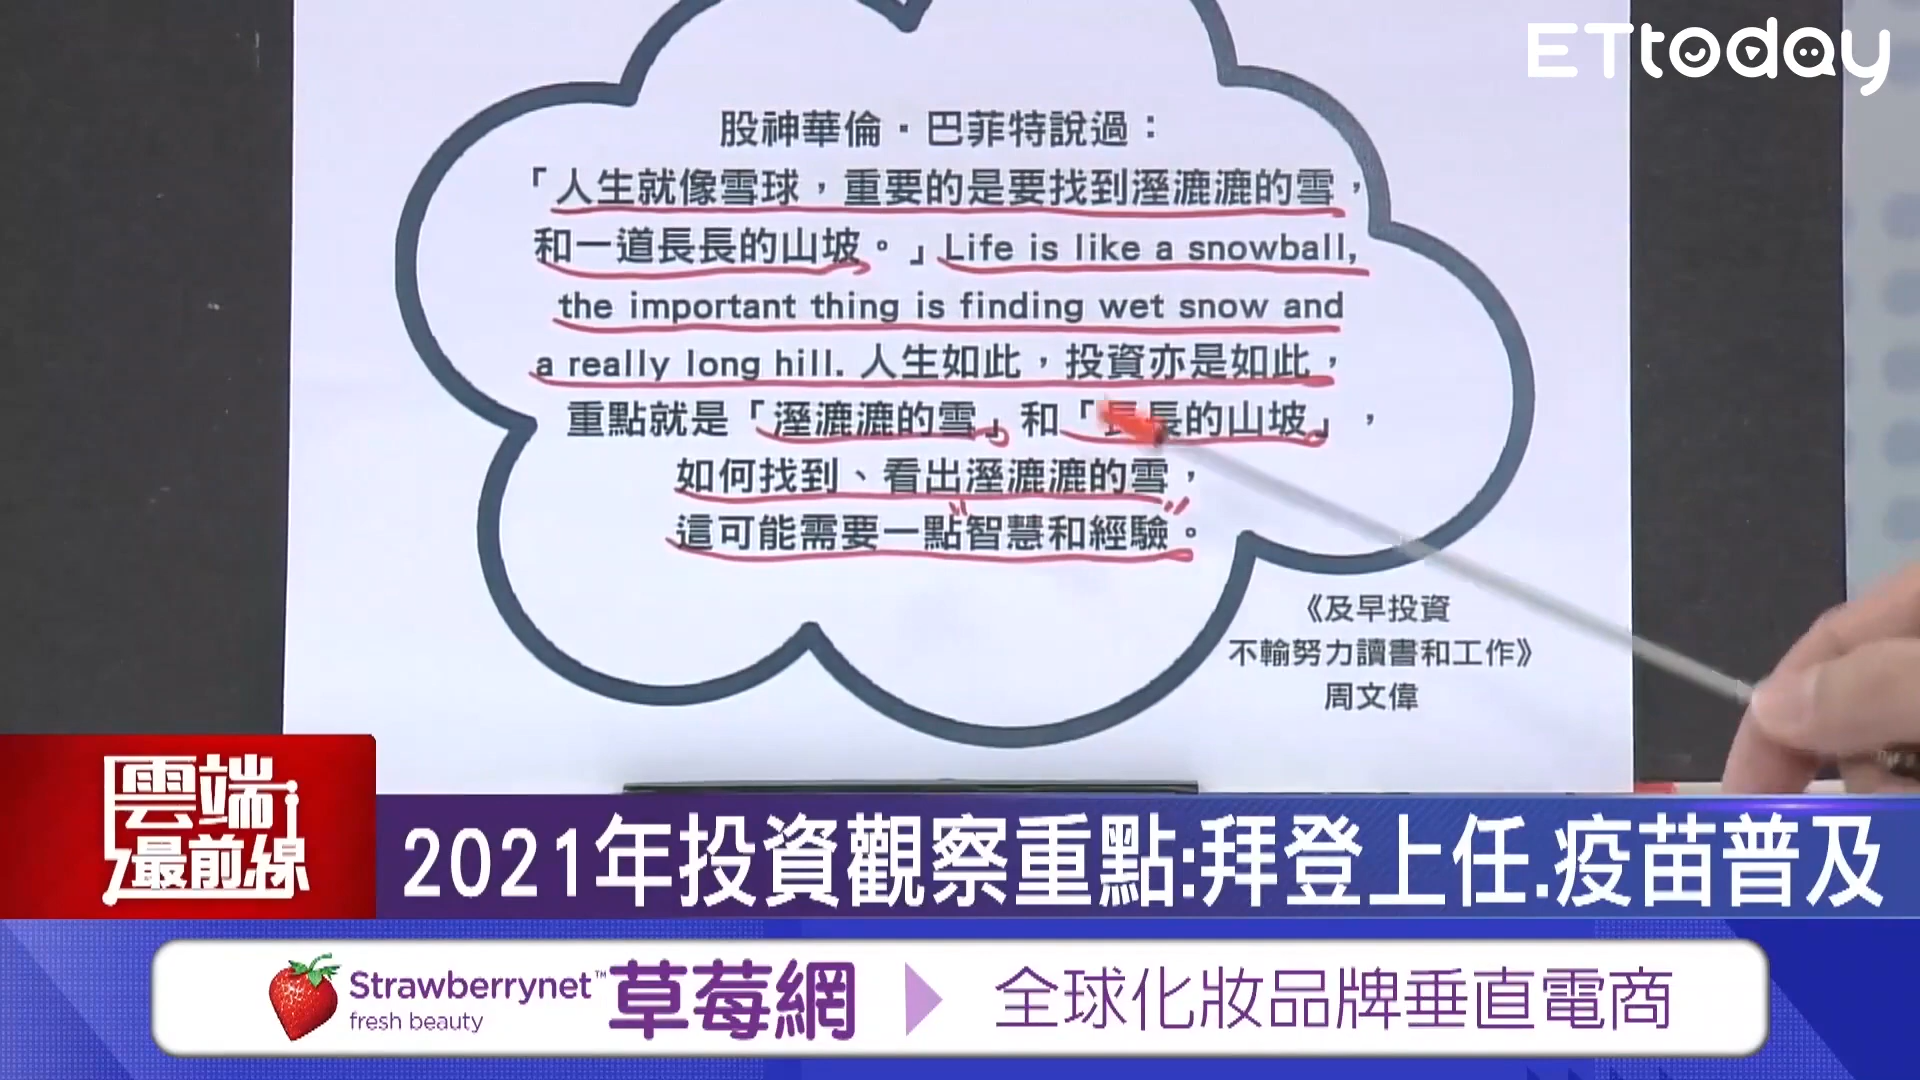 ETtoday
股神華倫．巴菲特說過：
「人生就像雪球，重要的是要找到溼漉漉的雪，
和一道長長的山坡。」Life is like a snowball,
the important thing is finding wet snow and
a really long hill. 人生如此，投資亦是如此，
重點就是「溼漉漉的雪」和「長長的山坡」，
如何找到、看出溼漉漉的雪，
這可能需要一點智慧和經驗。
《及早投資
不輸努力讀書和工作》
周文偉
雲端
最前線
2021年投資觀察重點:拜登上任.疫苗普及
Strawberrynet™ 草莓網 全球化妝品牌垂直電商
fresh beauty